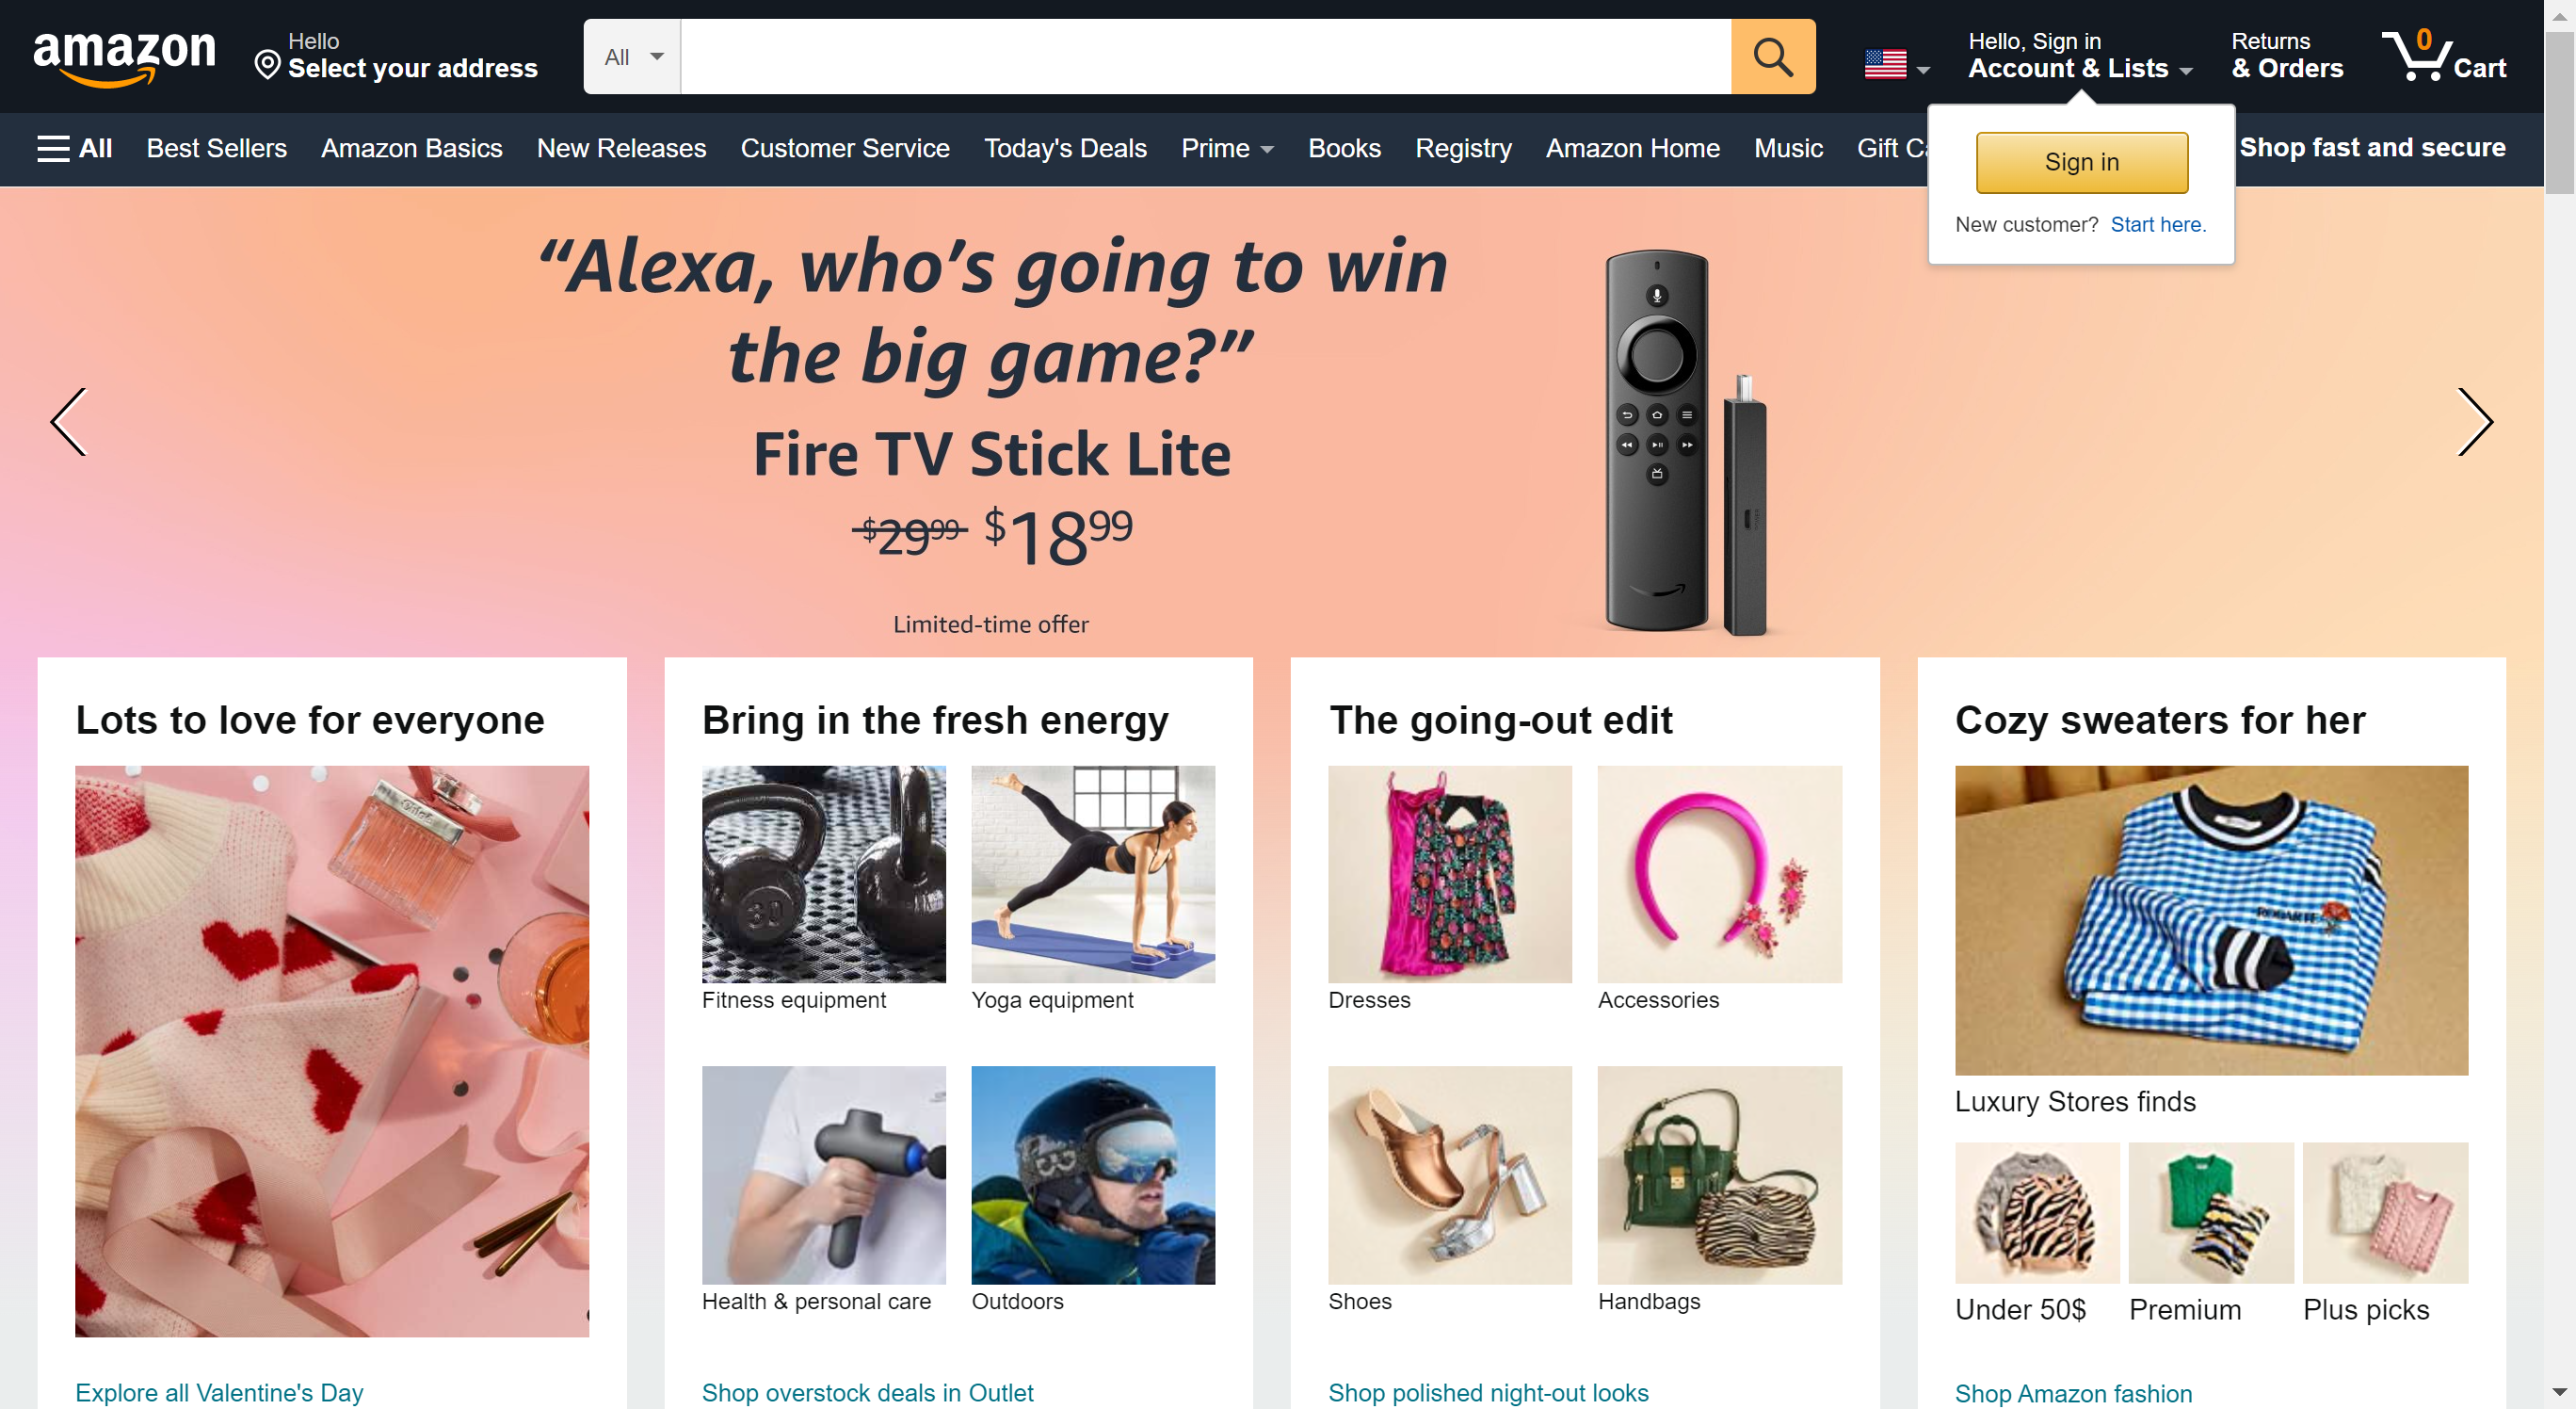 amazon
Hello
Select your address
All
Hello, Sign in
Account & Lists
Returns
& Orders
0
Cart
All
Best Sellers
Amazon Basics
New Releases
Customer Service
Today's Deals
Prime
Books
Registry
Amazon Home
Music
Gift Ca
Shop fast and secure
Sign in
New customer? Start here.
“Alexa, who’s going to win
the big game?”
Fire TV Stick Lite
$29⁹⁹ $18⁹⁹
Limited-time offer
Lots to love for everyone
Explore all Valentine's Day
Bring in the fresh energy
Fitness equipment
Yoga equipment
Health & personal care
Outdoors
Shop overstock deals in Outlet
The going-out edit
Dresses
Accessories
Shoes
Handbags
Shop polished night-out looks
Cozy sweaters for her
Luxury Stores finds
Under 50$
Premium
Plus picks
Shop Amazon fashion